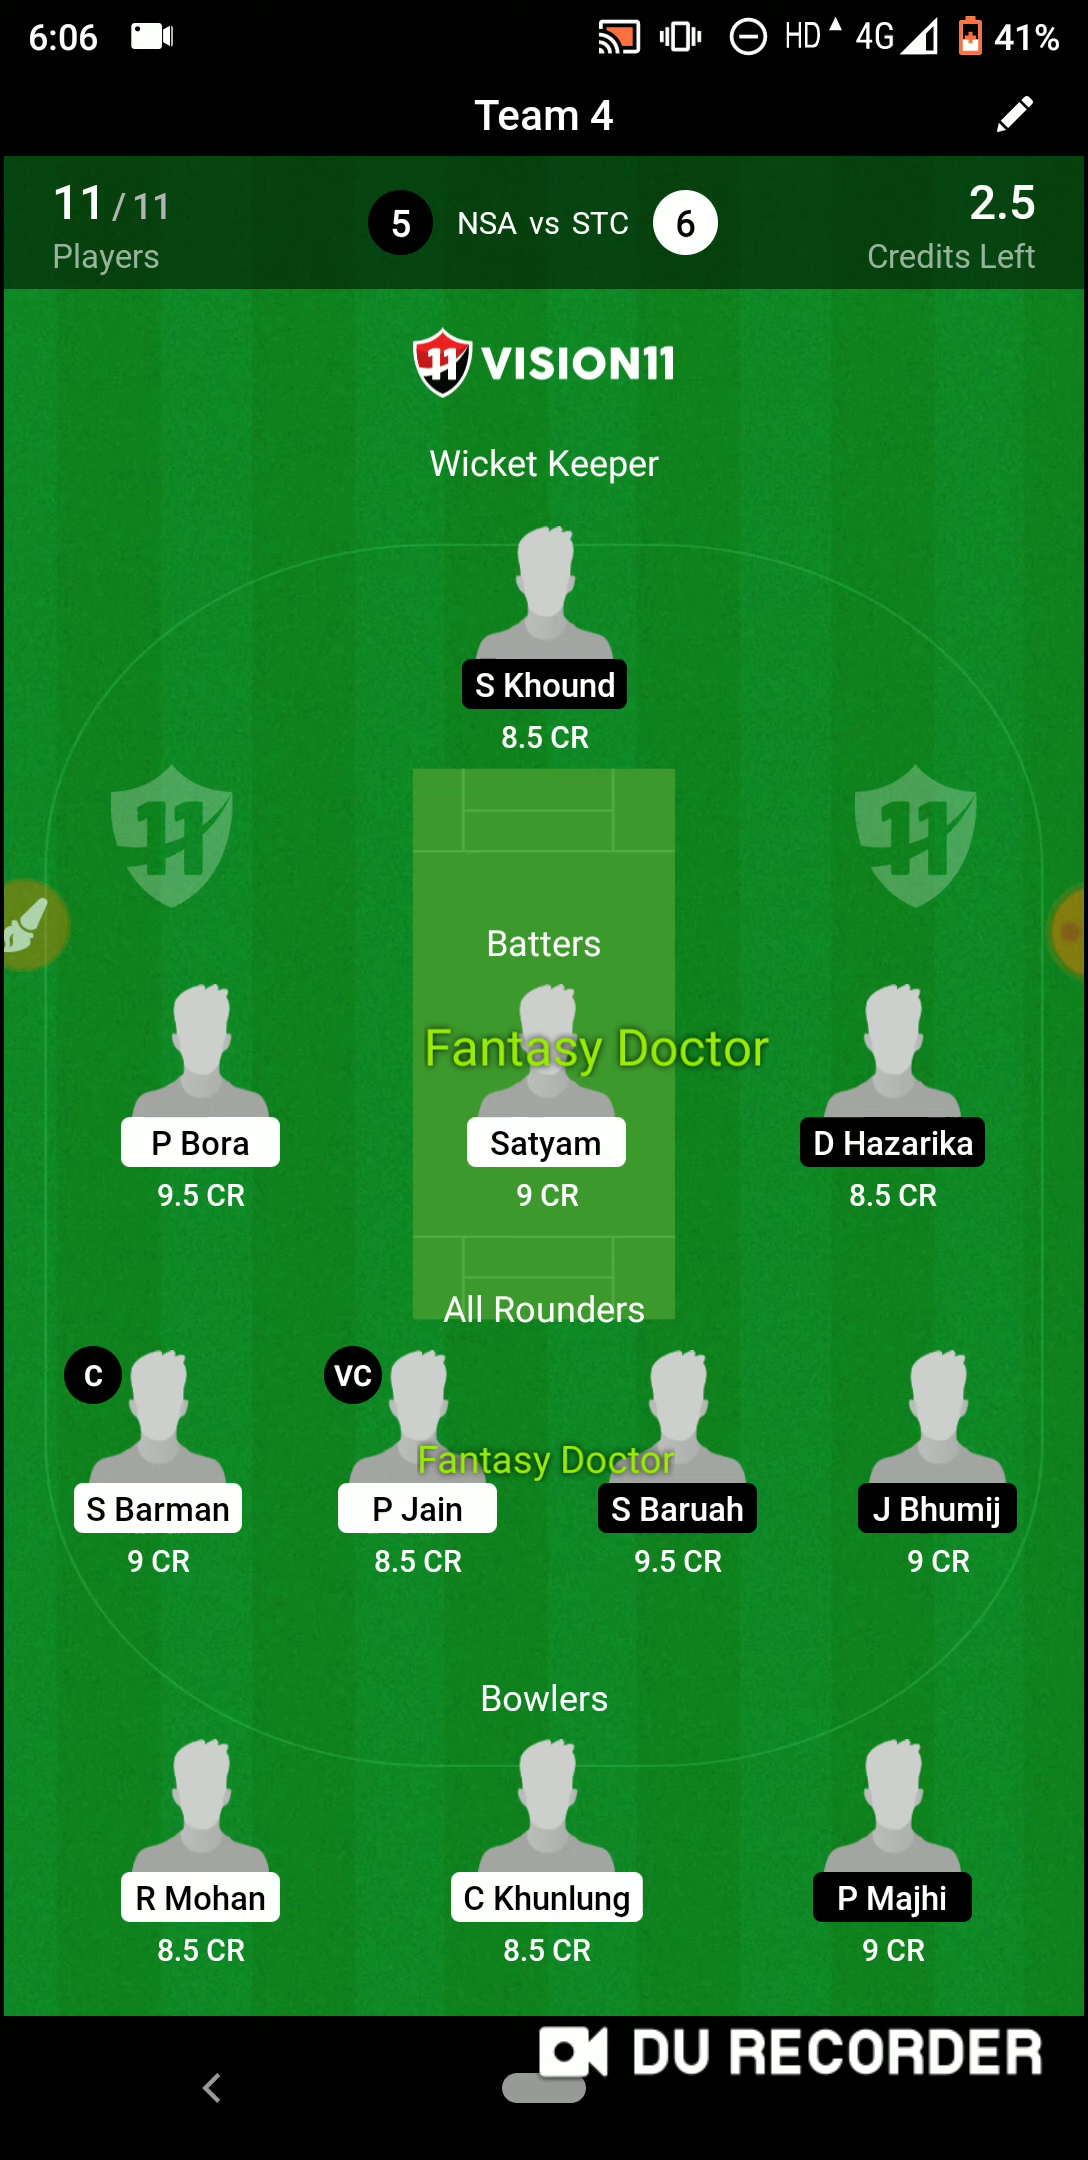 6:06 HD 4G 41%
Team 4
11 / 11 5 NSA vs STC 6 2.5
Players Credits Left
11 VISION11
Wicket Keeper
S Khound
8.5 CR
11 11
Batters
Fantasy Doctor
P Bora Satyam D Hazarika
9.5 CR 9 CR 8.5 CR
All Rounders
C VC
Fantasy Doctor
S Barman P Jain S Baruah J Bhumij
9 CR 8.5 CR 9.5 CR 9 CR
Bowlers
R Mohan C Khunlung P Majhi
8.5 CR 8.5 CR 9 CR
DU RECORDER